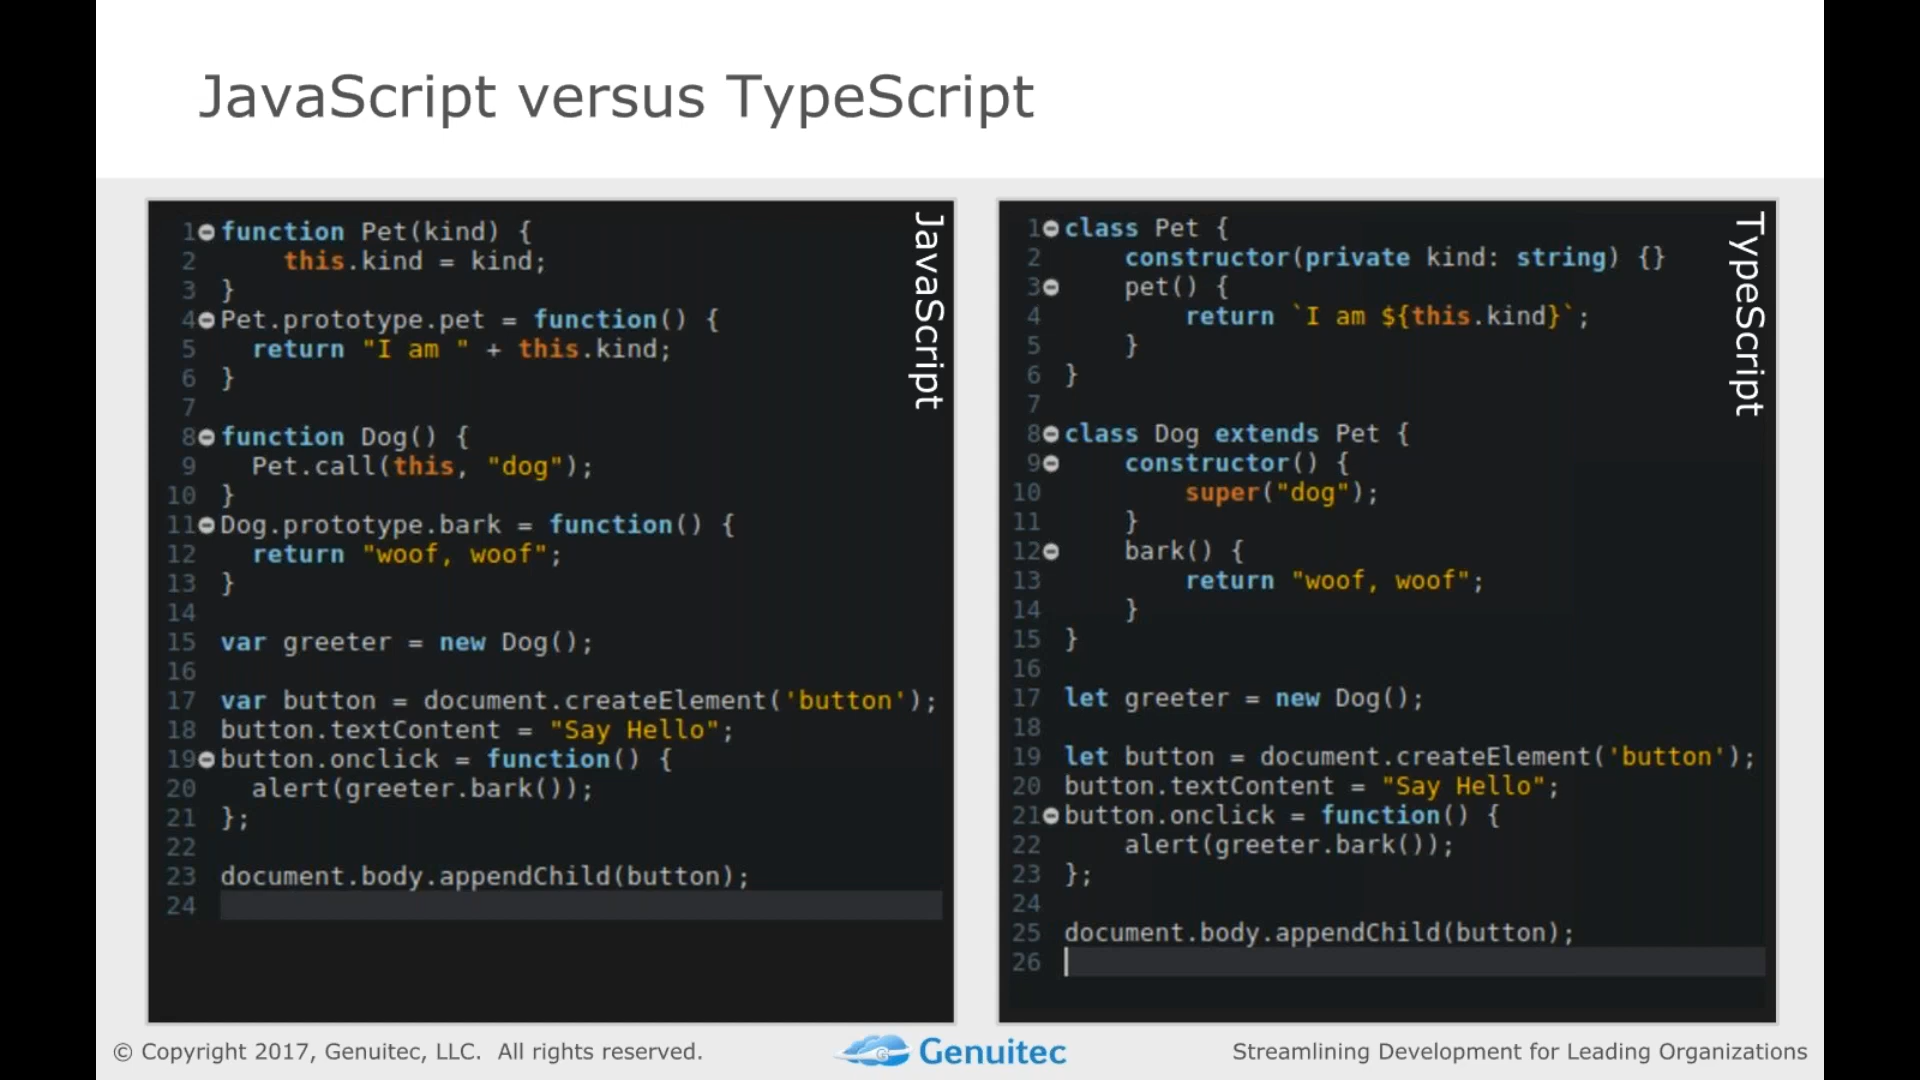 JavaScript versus TypeScript
JavaScript
1 function Pet(kind) {
2     this.kind = kind;
3 }
4 Pet.prototype.pet = function() {
5   return "I am " + this.kind;
6 }
7
8 function Dog() {
9   Pet.call(this, "dog");
10 }
11 Dog.prototype.bark = function() {
12   return "woof, woof";
13 }
14
15 var greeter = new Dog();
16
17 var button = document.createElement('button');
18 button.textContent = "Say Hello";
19 button.onclick = function() {
20   alert(greeter.bark());
21 };
22
23 document.body.appendChild(button);
24
TypeScript
1 class Pet {
2     constructor(private kind: string) {}
3     pet() {
4         return `I am ${this.kind}`;
5     }
6 }
7
8 class Dog extends Pet {
9     constructor() {
10         super("dog");
11     }
12     bark() {
13         return "woof, woof";
14     }
15 }
16
17 let greeter = new Dog();
18
19 let button = document.createElement('button');
20 button.textContent = "Say Hello";
21 button.onclick = function() {
22     alert(greeter.bark());
23 };
24
25 document.body.appendChild(button);
26
© Copyright 2017, Genuitec, LLC.  All rights reserved.
Genuitec
Streamlining Development for Leading Organizations